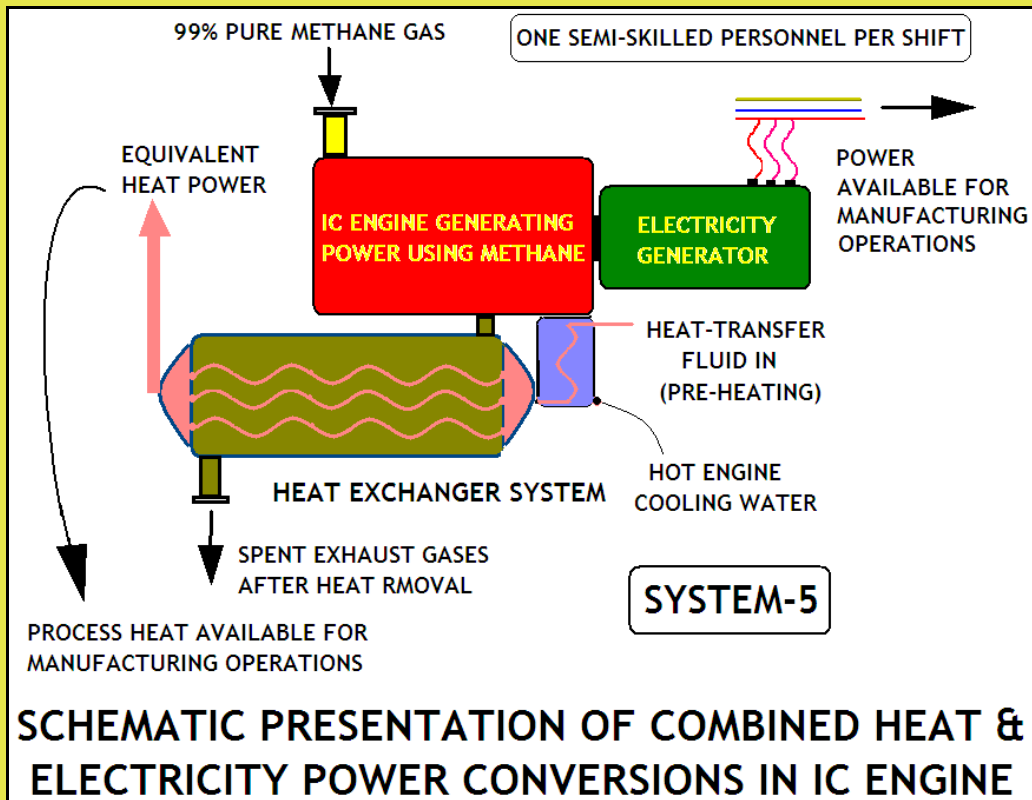 99% PURE METHANE GAS
ONE SEMI-SKILLED PERSONNEL PER SHIFT
EQUIVALENT
HEAT POWER
POWER
AVAILABLE FOR
MANUFACTURING
OPERATIONS
IC ENGINE GENERATING
POWER USING METHANE
ELECTRICITY
GENERATOR
HEAT-TRANSFER
FLUID IN
(PRE-HEATING)
HOT ENGINE
COOLING WATER
HEAT EXCHANGER SYSTEM
SPENT EXHAUST GASES
AFTER HEAT RMOVAL
SYSTEM-5
PROCESS HEAT AVAILABLE FOR
MANUFACTURING OPERATIONS
SCHEMATIC PRESENTATION OF COMBINED HEAT &
ELECTRICITY POWER CONVERSIONS IN IC ENGINE